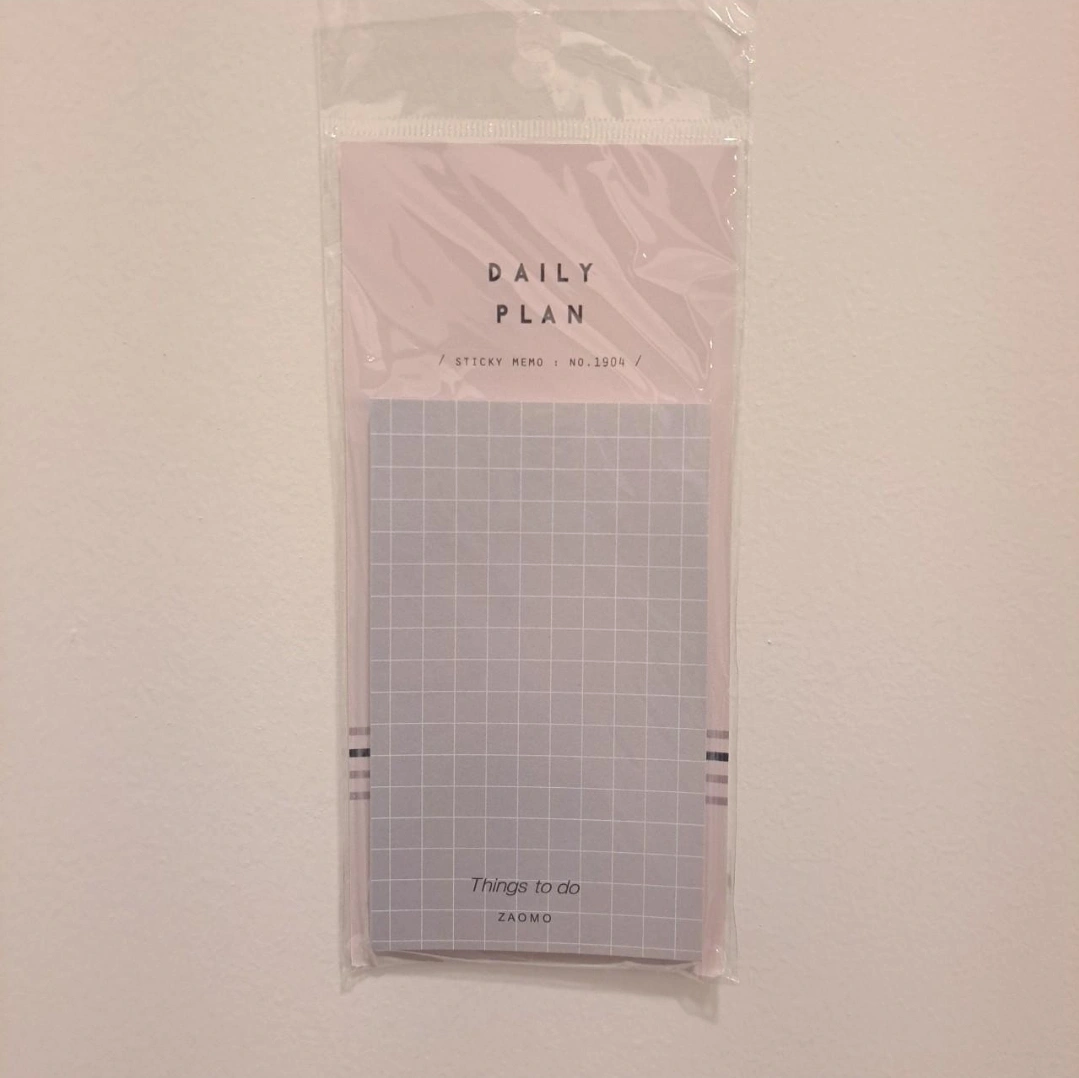 DAILY
PLAN
/ STICKY MEMO : NO.1904 /
Things to do
ZAOMO